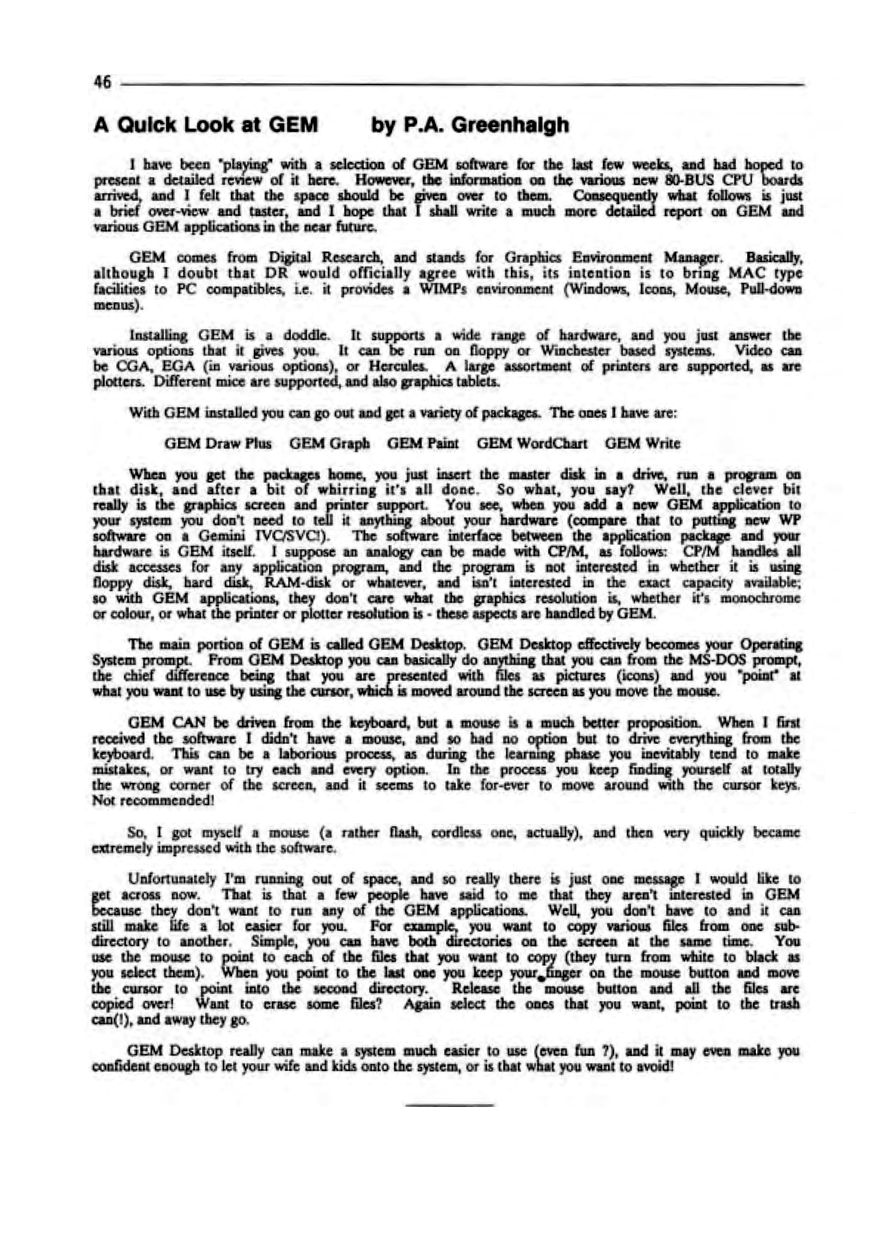 46
A Quick Look at GEM by P.A. Greenhalgh
I have been "playing" with a selection of GEM software for the last few weeks, and had hoped to
present a detailed review of it here. However, the information on the various new 80-BUS CPU boards
arrived, and I felt that the space should be given over to them. Consequently what follows is just
a brief over-view and taster, and I hope that I shall write a much more detailed report on GEM and
various GEM applications in the near future.
GEM comes from Digital Research, and stands for Graphics Environment Manager. Basically,
although I doubt that DR would officially agree with this, its intention is to bring MAC type
facilities to PC compatibles, i.e. it provides a WIMPs environment (Windows, Icons, Mouse, Pull-down
menus).
Installing GEM is a doddle. It supports a wide range of hardware, and you just answer the
various options that it gives you. It can be run on floppy or Winchester based systems. Video can
be CGA, EGA (in various options), or Hercules. A large assortment of printers are supported, as are
plotters. Different mice are supported, and also graphics tablets.
With GEM installed you can go out and get a variety of packages. The ones I have are:
GEM Draw Plus GEM Graph GEM Paint GEM WordChart GEM Write
When you get the packages home, you just insert the master disk in a drive, run a program on
that disk, and after a bit of whirring it's all done. So what, you say? Well, the clever bit
really is the graphics screen and printer support. You see, when you add a new GEM application to
your system you don't need to tell it anything about your hardware (compare that to putting new WP
software on a Gemini IVC/SVC!). The software interface between the application package and your
hardware is GEM itself. I suppose an analogy can be made with CP/M, as follows: CP/M handles all
disk accesses for any application program, and the program is not interested in whether it is using
floppy disk, hard disk, RAM-disk or whatever, and isn't interested in the exact capacity available;
so with GEM applications, they don't care what the graphics resolution is, whether it's monochrome
or colour, or what the printer or plotter resolution is - these aspects are handled by GEM.
The main portion of GEM is called GEM Desktop. GEM Desktop effectively becomes your Operating
System prompt. From GEM Desktop you can basically do anything that you can from the MS-DOS prompt,
the chief difference being that you are presented with files as pictures (icons) and you "point" at
what you want to use by using the cursor, which is moved around the screen as you move the mouse.
GEM CAN be driven from the keyboard, but a mouse is a much better proposition. When I first
received the software I didn't have a mouse, and so had no option but to drive everything from the
keyboard. This can be a laborious process, as during the learning phase you inevitably tend to make
mistakes, or want to try each and every option. In the process you keep finding yourself at totally
the wrong corner of the screen, and it seems to take for-ever to move around with the cursor keys.
Not recommended!
So, I got myself a mouse (a rather flash, cordless one, actually), and then very quickly became
extremely impressed with the software.
Unfortunately I'm running out of space, and so really there is just one message I would like to
get across now. That is that a few people have said to me that they aren't interested in GEM
because they don't want to run any of the GEM applications. Well, you don't have to and it can
still make life a lot easier for you. For example, you want to copy various files from one sub-
directory to another. Simple, you can have both directories on the screen at the same time. You
use the mouse to point to each of the files that you want to copy (they turn from white to black as
you select them). When you point to the last one you keep your finger on the mouse button and move
the cursor to point into the second directory. Release the mouse button and all the files are
copied over! Want to erase some files? Again select the ones that you want, point to the trash
can(!), and away they go.
GEM Desktop really can make a system much easier to use (even fun ?), and it may even make you
confident enough to let your wife and kids onto the system, or is that what you want to avoid!